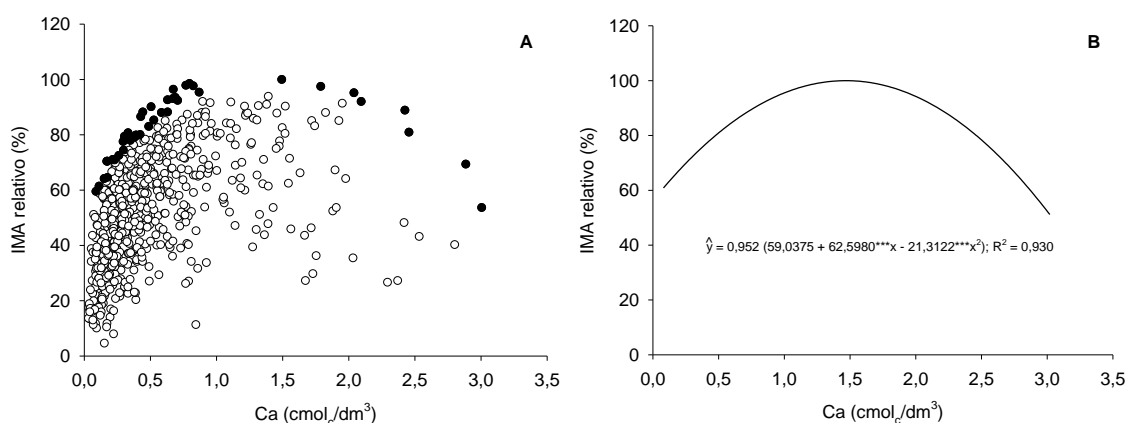 120
100
80
60
40
20
0
IMA relativo (%)
A
0,0 0,5 1,0 1,5 2,0 2,5 3,0 3,5
Ca (cmol_c/dm³)
120
100
80
60
40
20
0
IMA relativo (%)
B
ŷ = 0,952 (59,0375 + 62,5980***x - 21,3122***x²); R² = 0,930
0,0 0,5 1,0 1,5 2,0 2,5 3,0 3,5
Ca (cmol_c/dm³)